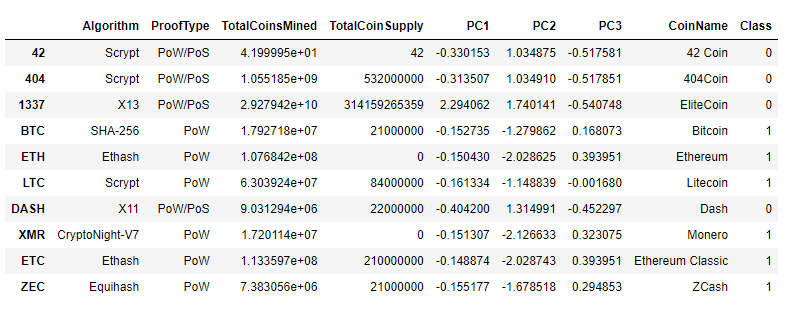 Algorithm ProofType TotalCoinsMined TotalCoinSupply PC1 PC2 PC3 CoinName Class
42 Scrypt PoW/PoS 4.199995e+01 42 -0.330153 1.034875 -0.517581 42 Coin 0
404 Scrypt PoW/PoS 1.055185e+09 532000000 -0.313507 1.034910 -0.517851 404Coin 0
1337 X13 PoW/PoS 2.927942e+10 314159265359 2.294062 1.740141 -0.540748 EliteCoin 0
BTC SHA-256 PoW 1.792718e+07 21000000 -0.152735 -1.279862 0.168073 Bitcoin 1
ETH Ethash PoW 1.076842e+08 0 -0.150430 -2.028625 0.393951 Ethereum 1
LTC Scrypt PoW 6.303924e+07 84000000 -0.161334 -1.148839 -0.001680 Litecoin 1
DASH X11 PoW/PoS 9.031294e+06 22000000 -0.404200 1.314991 -0.452297 Dash 0
XMR CryptoNight-V7 PoW 1.720114e+07 0 -0.151307 -2.126633 0.323075 Monero 1
ETC Ethash PoW 1.133597e+08 210000000 -0.148874 -2.028743 0.393951 Ethereum Classic 1
ZEC Equihash PoW 7.383056e+06 21000000 -0.155177 -1.678518 0.294853 ZCash 1